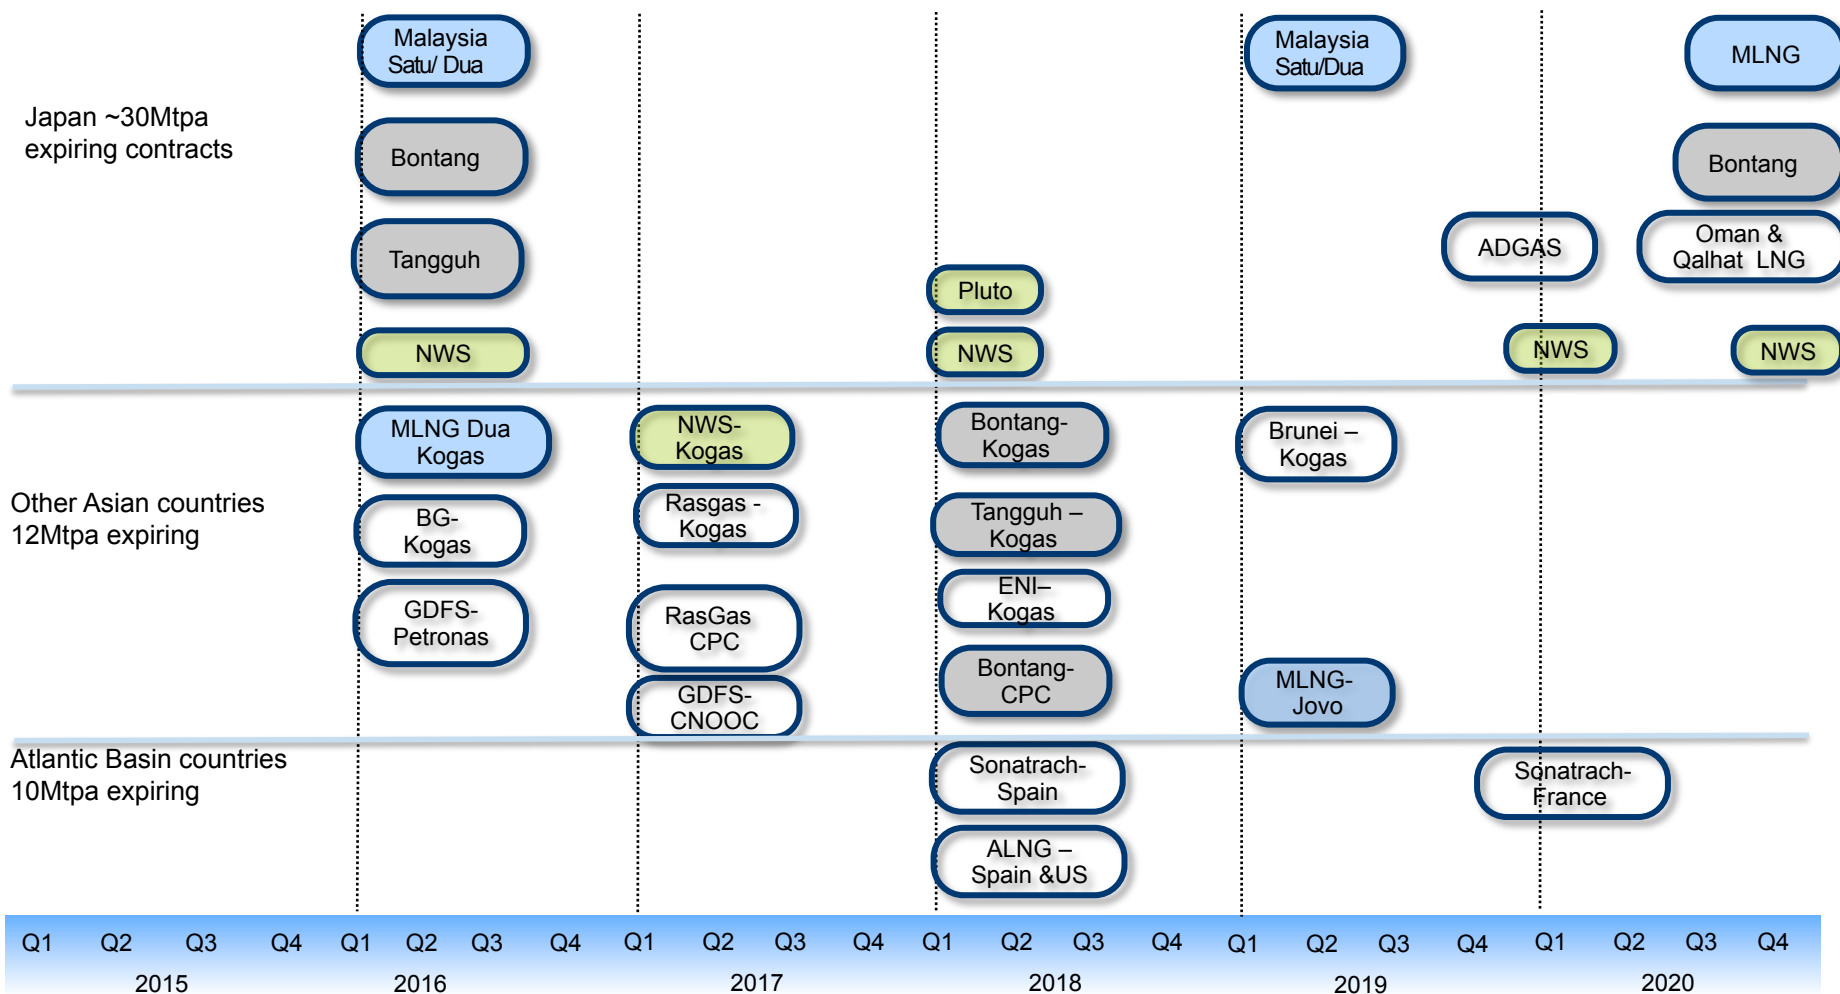 Japan ~30Mtpa
expiring contracts
Malaysia
Satu/ Dua
Malaysia
Satu/Dua
MLNG
Bontang
Bontang
Tangguh
ADGAS
Oman &
Qalhat LNG
Pluto
NWS
NWS
NWS
NWS
Other Asian countries
12Mtpa expiring
MLNG Dua
Kogas
NWS-
Kogas
Bontang-
Kogas
Brunei –
Kogas
BG-
Kogas
Rasgas -
Kogas
Tangguh –
Kogas
GDFS-
Petronas
RasGas
CPC
ENI–
Kogas
GDFS-
CNOOC
Bontang-
CPC
MLNG-
Jovo
Atlantic Basin countries
10Mtpa expiring
Sonatrach-
Spain
Sonatrach-
France
ALNG –
Spain &US
Q1 Q2 Q3 Q4 Q1 Q2 Q3 Q4 Q1 Q2 Q3 Q4 Q1 Q2 Q3 Q4 Q1 Q2 Q3 Q4 Q1 Q2 Q3 Q4
2015 2016 2017 2018 2019 2020